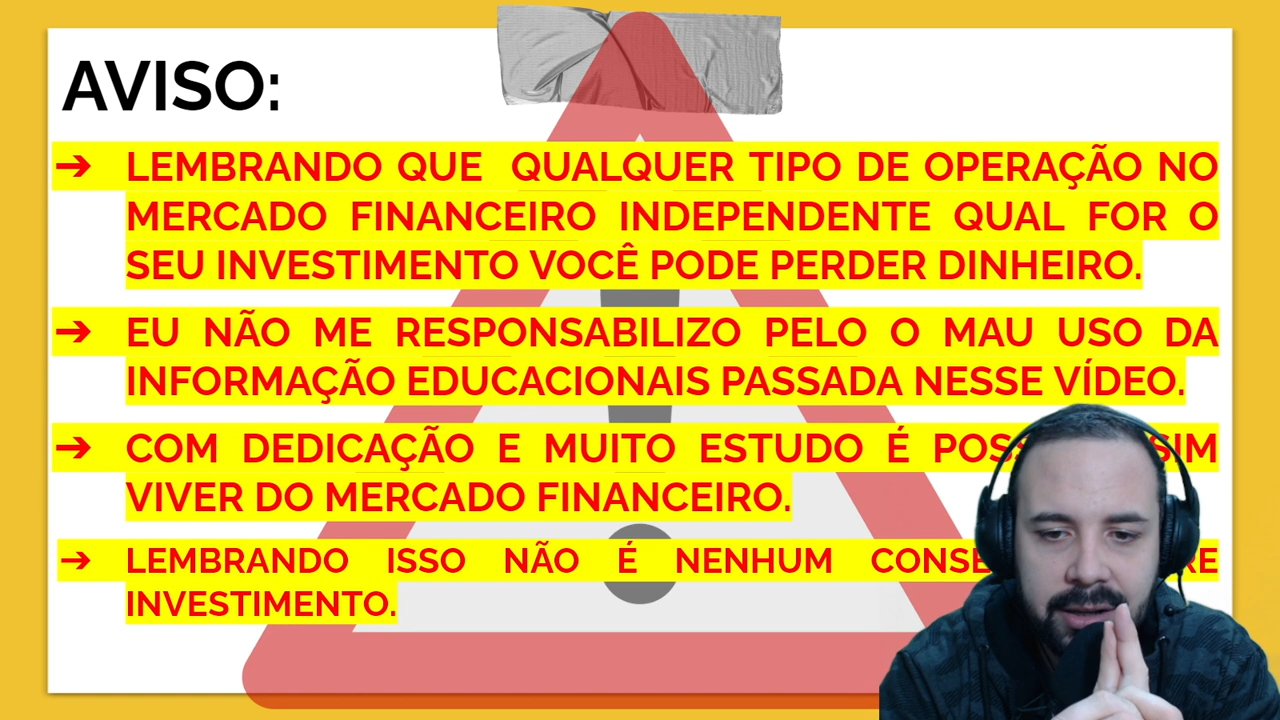 AVISO:
➔ LEMBRANDO QUE QUALQUER TIPO DE OPERAÇÃO NO
MERCADO FINANCEIRO INDEPENDENTE QUAL FOR O
SEU INVESTIMENTO VOCÊ PODE PERDER DINHEIRO.
➔ EU NÃO ME RESPONSABILIZO PELO O MAU USO DA
INFORMAÇÃO EDUCACIONAIS PASSADA NESSE VÍDEO.
➔ COM DEDICAÇÃO E MUITO ESTUDO É SIM
VIVER DO MERCADO FINANCEIRO.
➔ LEMBRANDO ISSO NÃO É NENHUM
INVESTIMENTO.